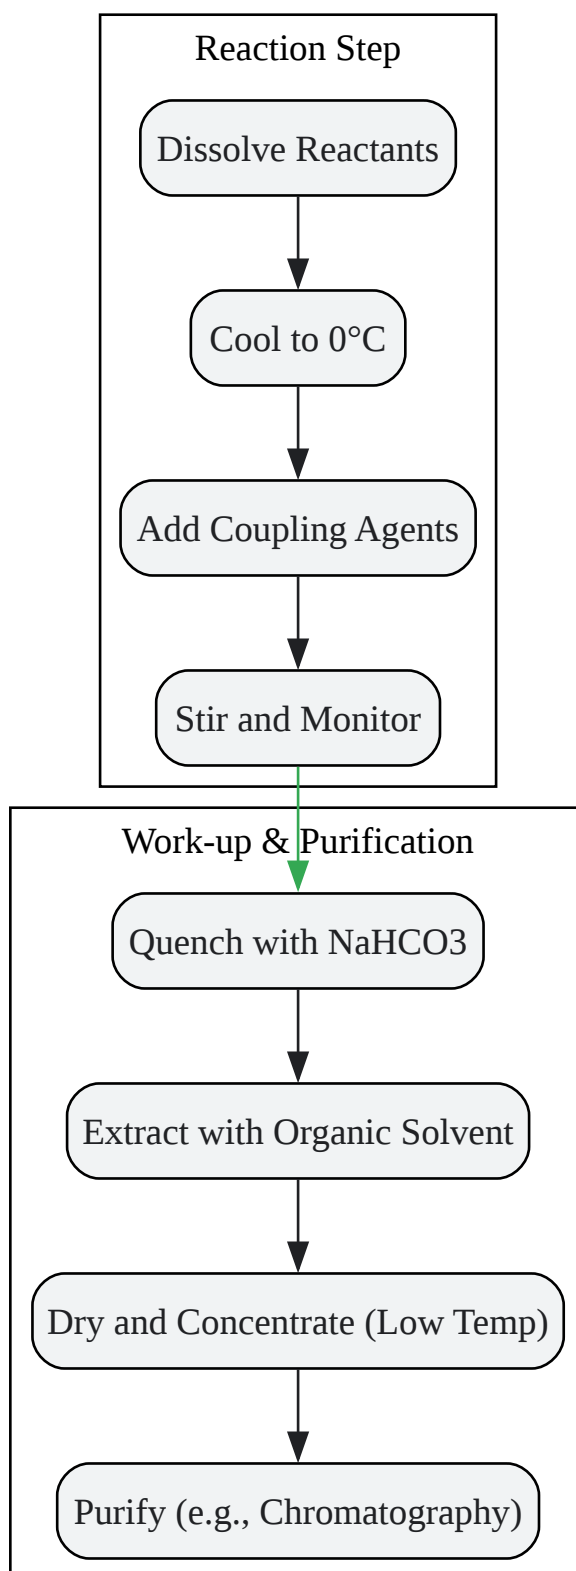 Reaction Step
Dissolve Reactants
Cool to 0°C
Add Coupling Agents
Stir and Monitor
Work-up & Purification
Quench with NaHCO3
Extract with Organic Solvent
Dry and Concentrate (Low Temp)
Purify (e.g., Chromatography)